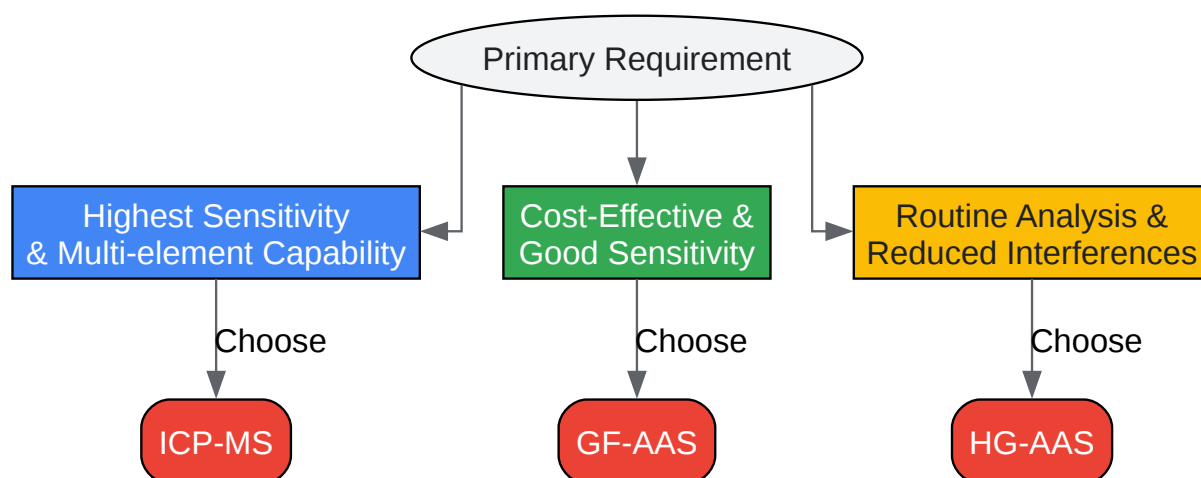 Primary Requirement
Highest Sensitivity
& Multi-element Capability
Cost-Effective &
Good Sensitivity
Routine Analysis &
Reduced Interferences
Choose
Choose
Choose
ICP-MS
GF-AAS
HG-AAS